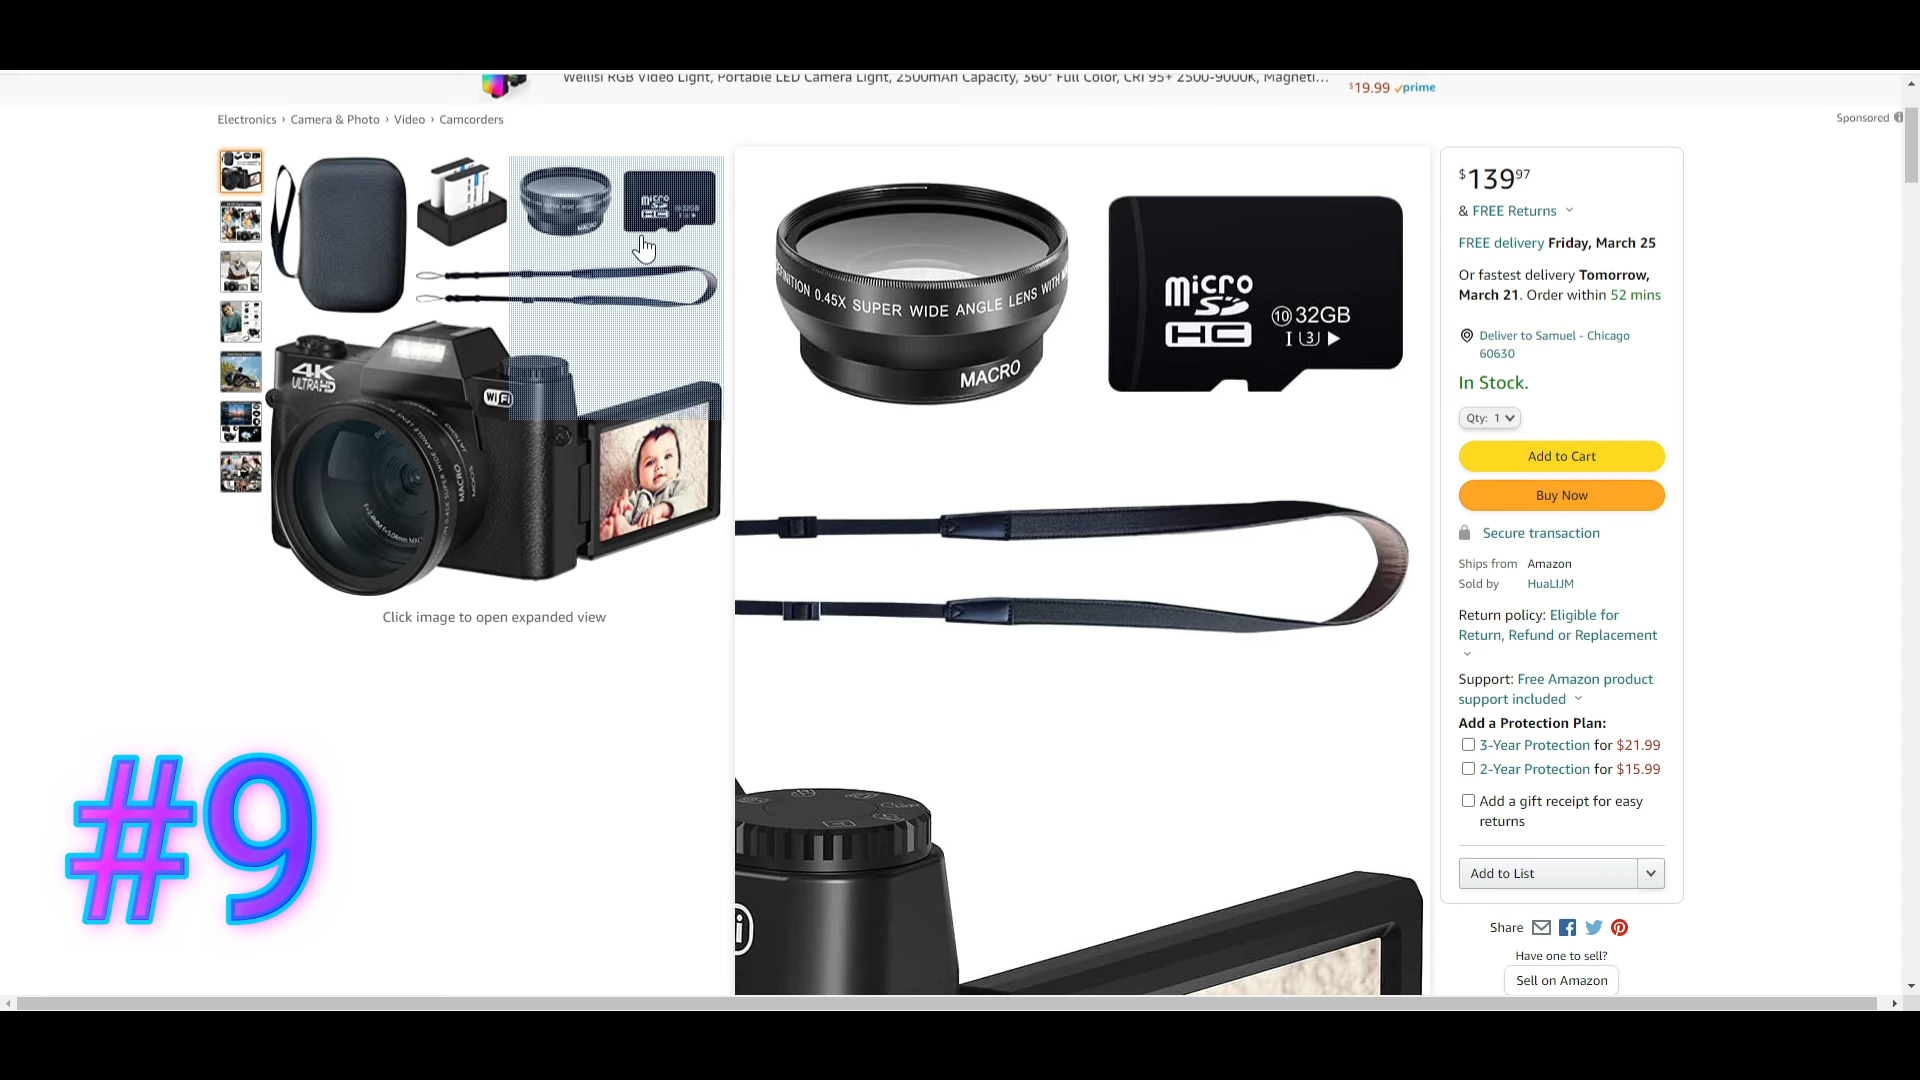 Weilisi RGB Video Light, Portable LED Camera Light, 2500mAh Capacity, 360° Full Color, CRI 95+ 2500-9000K, Magneti...
$19.99 prime
Electronics › Camera & Photo › Video › Camcorders
Sponsored
micro SD HC
32GB
4K
ULTRA HD
WiFi
MACRO
Click image to open expanded view
DEFINITION 0.45X SUPER WIDE ANGLE LENS WITH
MACRO
micro
SD
HC
10 32GB
I U3
$139.97
& FREE Returns
FREE delivery Friday, March 25
Or fastest delivery Tomorrow,
March 21. Order within 52 mins
Deliver to Samuel - Chicago
60630
In Stock.
Qty: 1
Add to Cart
Buy Now
Secure transaction
Ships from Amazon
Sold by HuaLIJM
Return policy: Eligible for
Return, Refund or Replacement
Support: Free Amazon product
support included
Add a Protection Plan:
3-Year Protection for $21.99
2-Year Protection for $15.99
Add a gift receipt for easy
returns
Add to List
Share
Have one to sell?
Sell on Amazon
#9